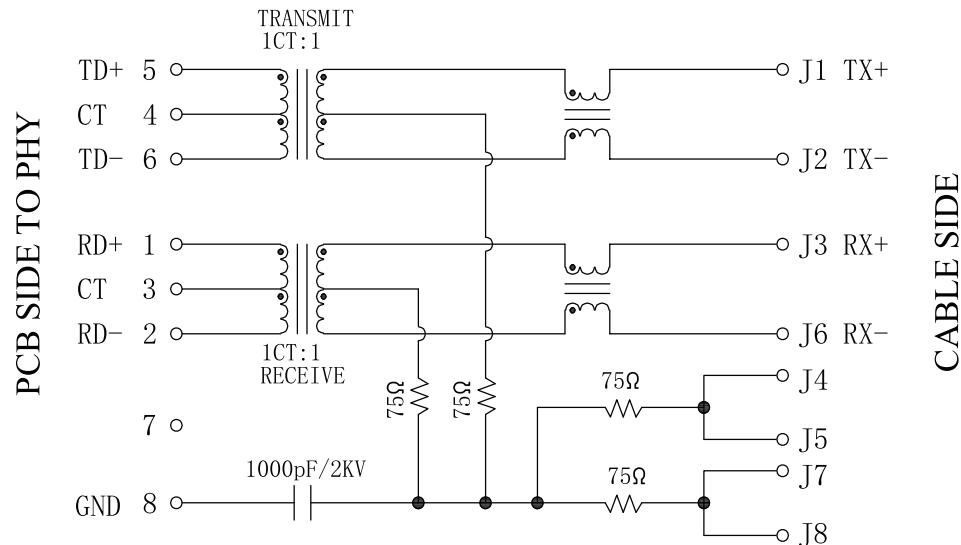 TRANSMIT
1CT:1
TD+ 5
CT 4
TD- 6
J1 TX+
J2 TX-
RD+ 1
CT 3
RD- 2
J3 RX+
J6 RX-
1CT:1
RECEIVE
75Ω
75Ω
75Ω
J4
J5
7
1000pF/2KV
GND 8
75Ω
J7
J8
PCB SIDE TO PHY
CABLE SIDE